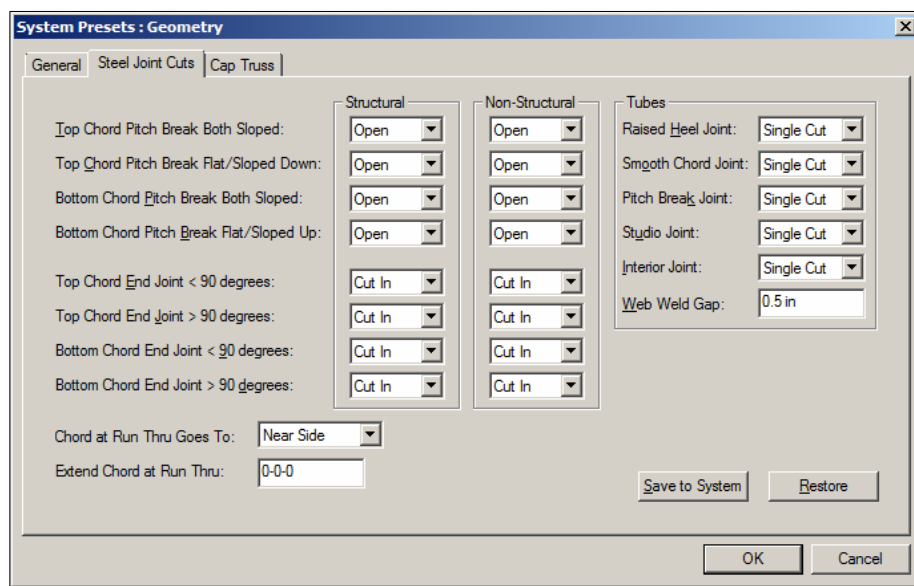 System Presets : Geometry
General Steel Joint Cuts Cap Truss
Structural Non-Structural Tubes
Top Chord Pitch Break Both Sloped: Open Open Raised Heel Joint: Single Cut
Top Chord Pitch Break Flat/Sloped Down: Open Open Smooth Chord Joint: Single Cut
Bottom Chord Pitch Break Both Sloped: Open Open Pitch Break Joint: Single Cut
Bottom Chord Pitch Break Flat/Sloped Up: Open Open Studio Joint: Single Cut
Interior Joint: Single Cut
Top Chord End Joint < 90 degrees: Cut In Cut In
Web Weld Gap: 0.5 in
Top Chord End Joint > 90 degrees: Cut In Cut In
Bottom Chord End Joint < 90 degrees: Cut In Cut In
Bottom Chord End Joint > 90 degrees: Cut In Cut In
Chord at Run Thru Goes To: Near Side
Extend Chord at Run Thru: 0-0-0
Save to System Restore
OK Cancel